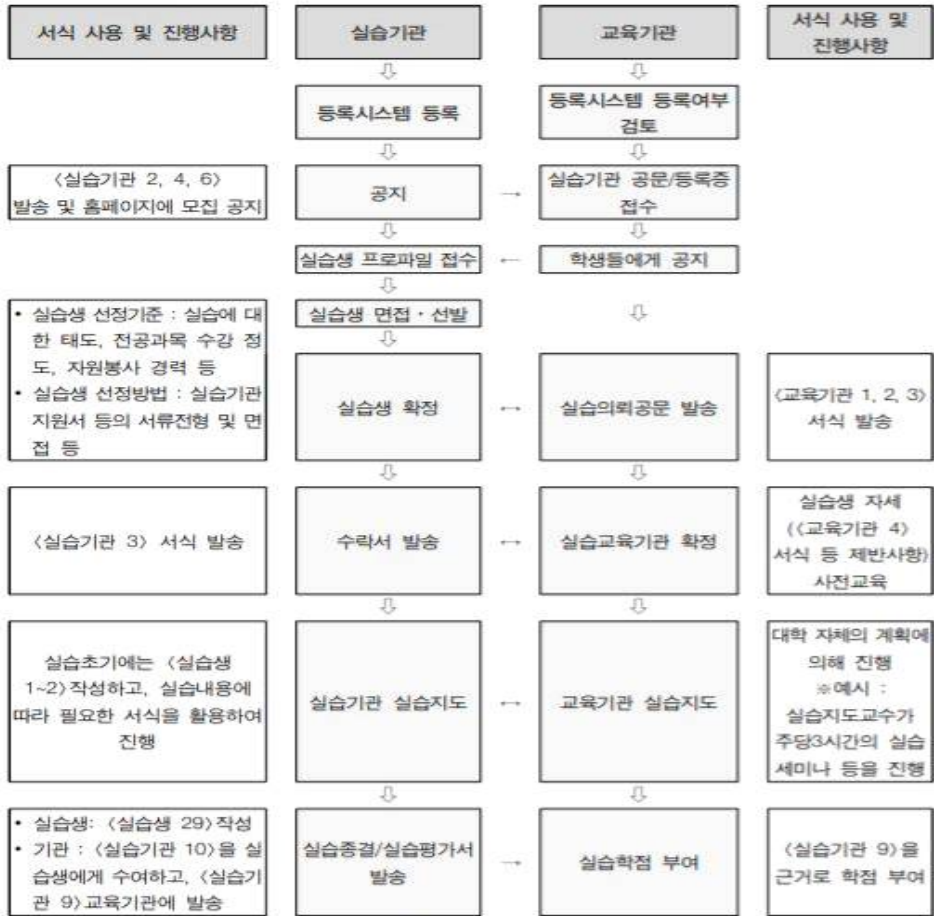 서식 사용 및 진행사항
실습기관
교육기관
서식 사용 및
진행사항
등록시스템 등록
등록시스템 등록여부
검토
〈실습기관 2, 4, 6〉
발송 및 홈페이지에 모집 공지
공지
실습기관 공문/등록증
접수
실습생 프로파일 접수
학생들에게 공지
• 실습생 선정기준 : 실습에 대
한 태도, 전공과목 수강 정
도, 자원봉사 경력 등
• 실습생 선정방법 : 실습기관
지원서 등의 서류전형 및 면
접 등
실습생 면접 · 선발
실습생 확정
실습의뢰공문 발송
〈교육기관 1, 2, 3〉
서식 발송
〈실습기관 3〉 서식 발송
수락서 발송
실습교육기관 확정
실습생 자세
(〈교육기관 4〉
서식 등 제반사항)
사전교육
실습초기에는 〈실습생
1~2〉작성하고, 실습내용에
따라 필요한 서식을 활용하여
진행
실습기관 실습지도
교육기관 실습지도
대학 자체의 계획에
의해 진행
※예시 :
실습지도교수가
주당3시간의 실습
세미나 등을 진행
• 실습생: 〈실습생 29〉작성
• 기관 : 〈실습기관 10〉을 실
습생에게 수여하고, 〈실습기
관 9〉교육기관에 발송
실습종결/실습평가서
발송
실습학점 부여
〈실습기관 9〉을
근거로 학점 부여